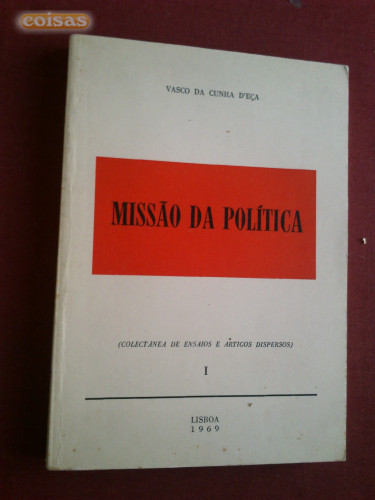 coisas
VASCO DA CUNHA D'EÇA
MISSÃO DA POLÍTICA
(COLECTÂNEA DE ENSAIOS E ARTIGOS DISPERSOS)
I
LISBOA
1969